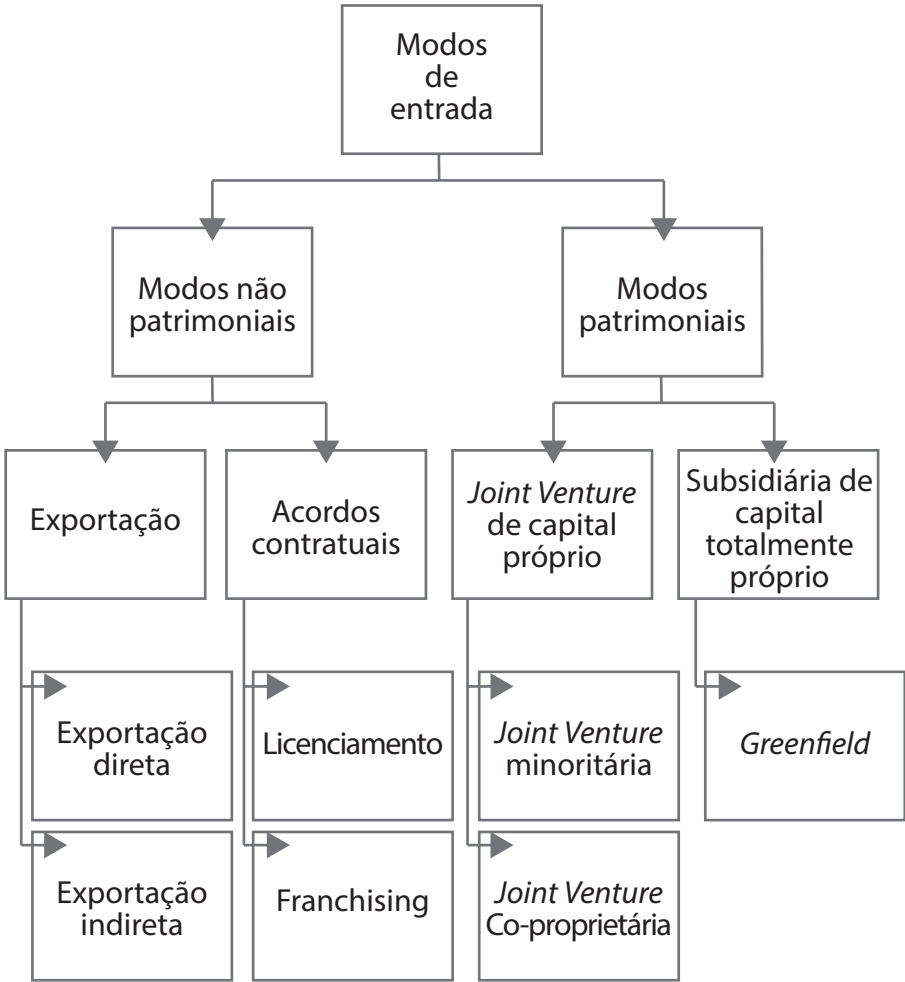 Modos
de
entrada
Modos não
patrimoniais
Modos
patrimoniais
Exportação
Acordos
contratuais
Joint Venture
de capital
próprio
Subsidiária de
capital
totalmente
próprio
Exportação
direta
Licenciamento
Joint Venture
minoritária
Greenfield
Exportação
indireta
Franchising
Joint Venture
Co-proprietária